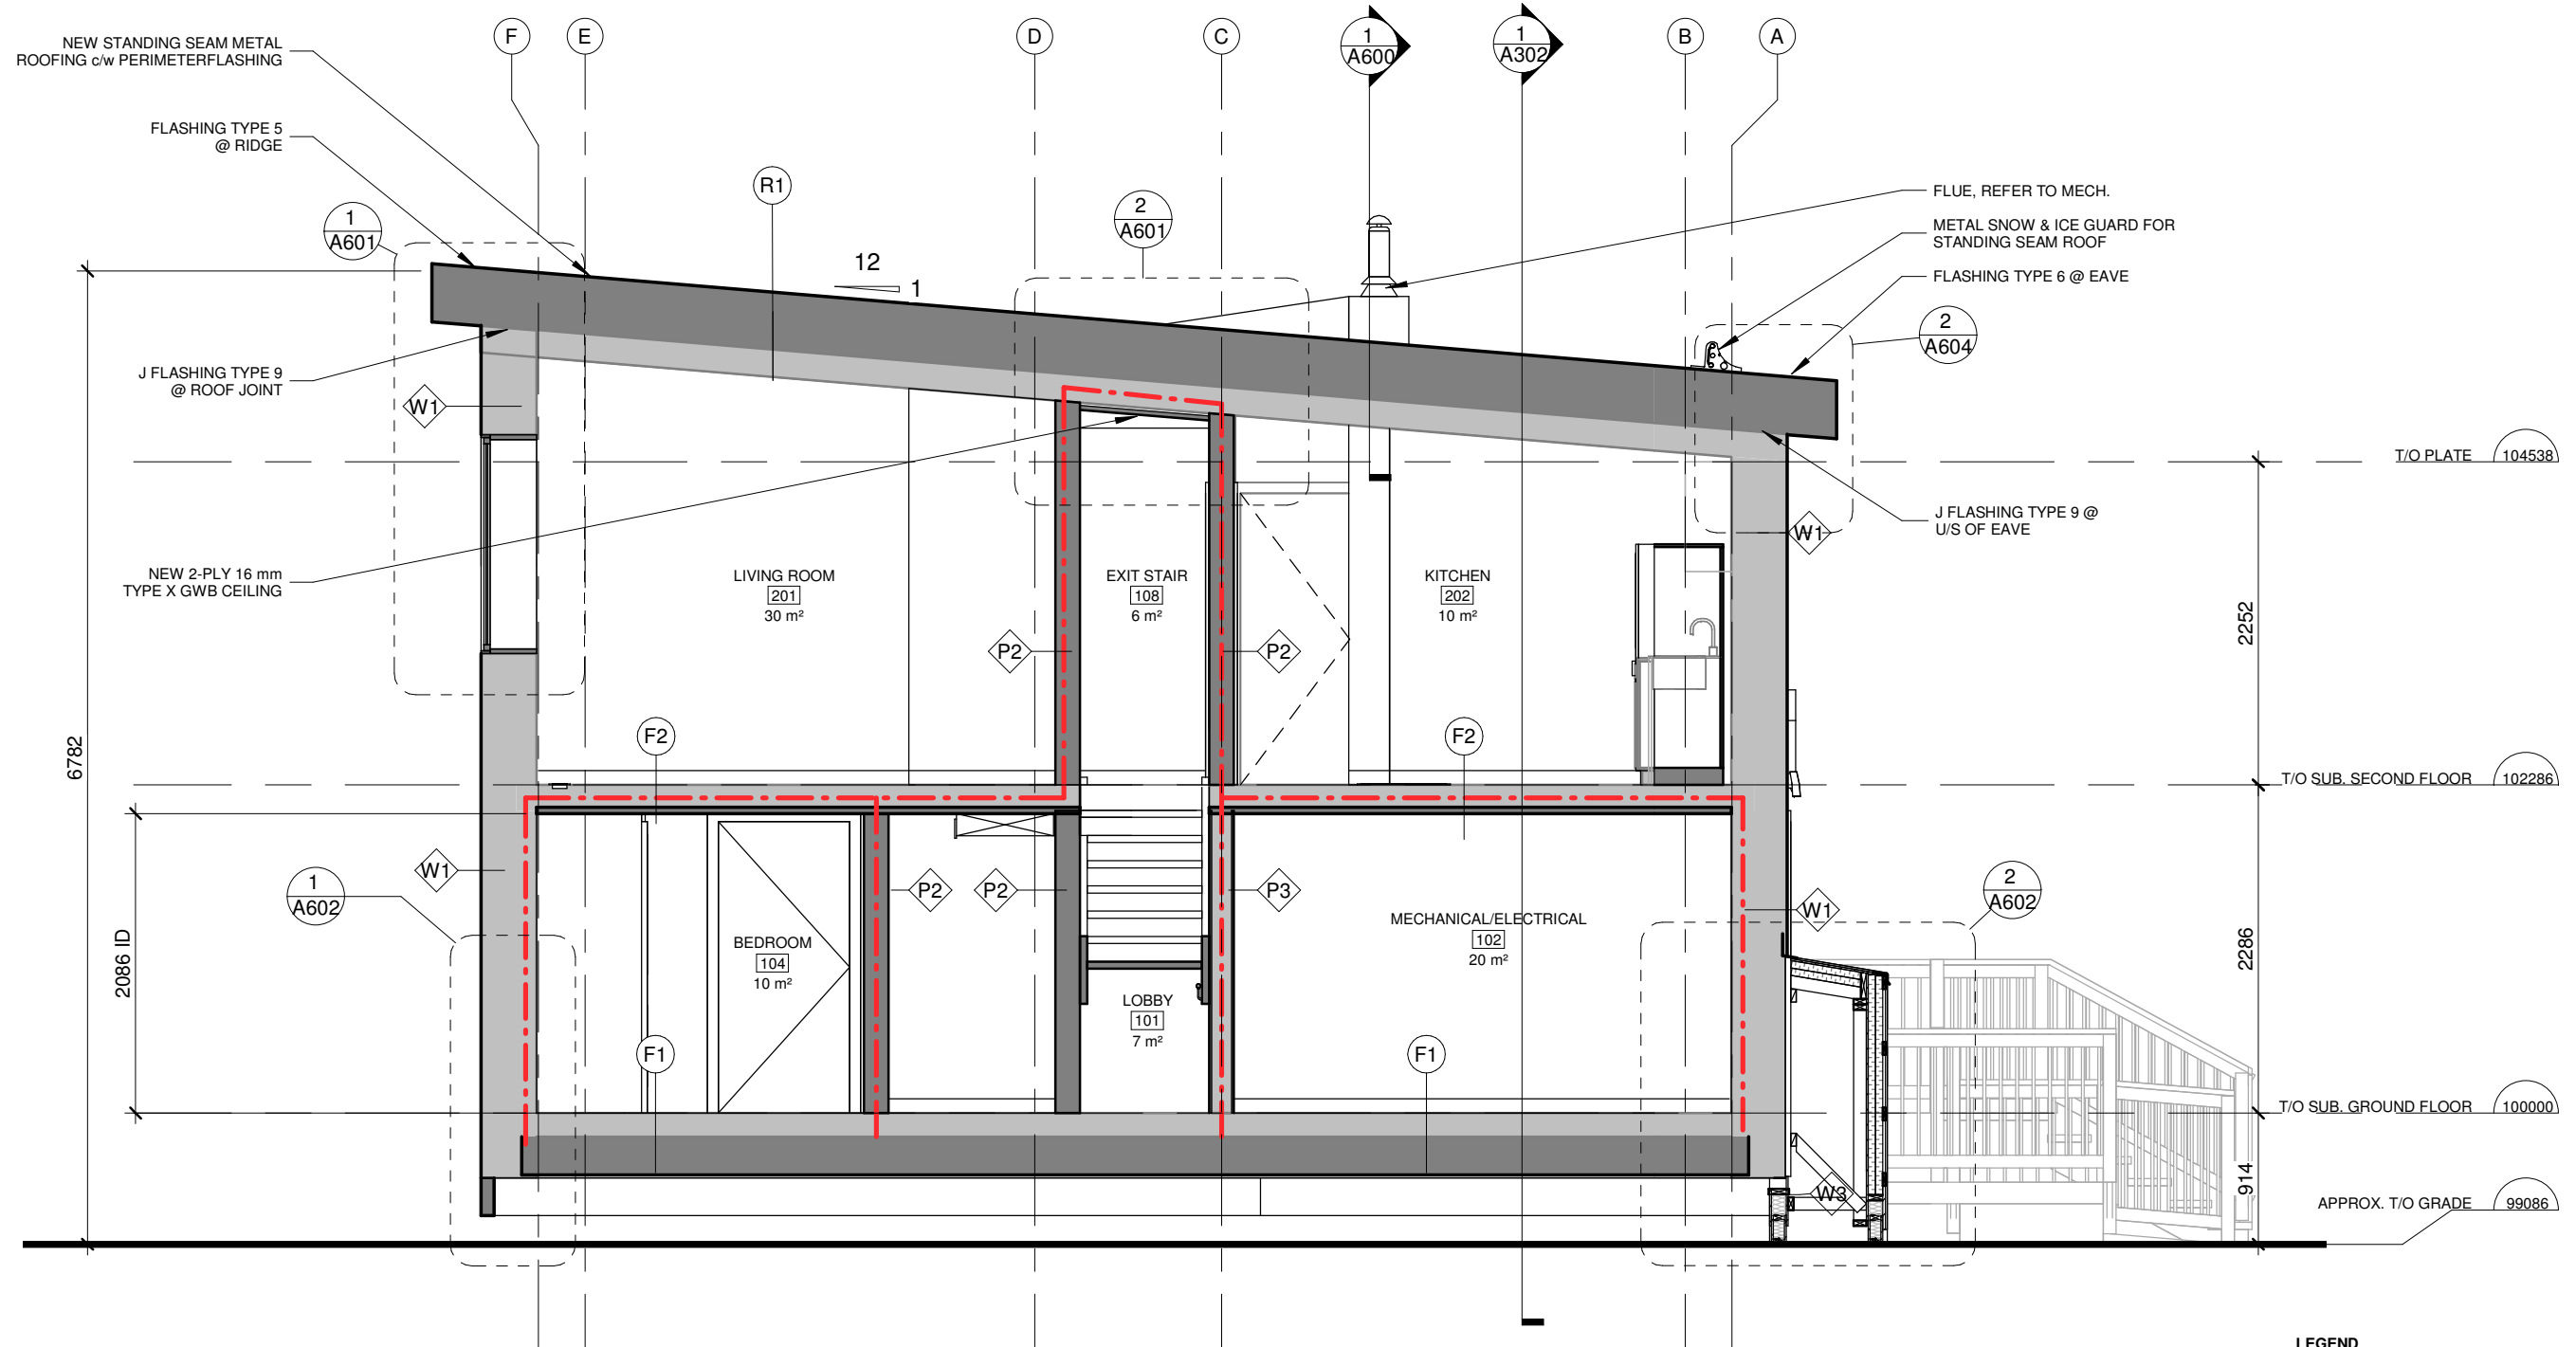 F
E
D
C
1
A600
1
A302
B
A
NEW STANDING SEAM METAL
ROOFING c/w PERIMETERFLASHING
FLASHING TYPE 5
@ RIDGE
R1
1
A601
2
A601
12
1
FLUE, REFER TO MECH.
METAL SNOW & ICE GUARD FOR
STANDING SEAM ROOF
FLASHING TYPE 6 @ EAVE
2
A604
J FLASHING TYPE 9
@ ROOF JOINT
W1
T/O PLATE 104538
J FLASHING TYPE 9 @
U/S OF EAVE
W1
NEW 2-PLY 16 mm
TYPE X GWB CEILING
LIVING ROOM
201
30 m²
EXIT STAIR
108
6 m²
KITCHEN
202
10 m²
2252
P2
P2
6782
F2
F2
T/O SUB. SECOND FLOOR 102286
W1
1
A602
P2
P2
P3
2
A602
W1
MECHANICAL/ELECTRICAL
102
20 m²
2086 ID
BEDROOM
104
10 m²
2286
LOBBY
101
7 m²
F1
F1
T/O SUB. GROUND FLOOR 100000
914
W3
APPROX. T/O GRADE 99086
LEGEND